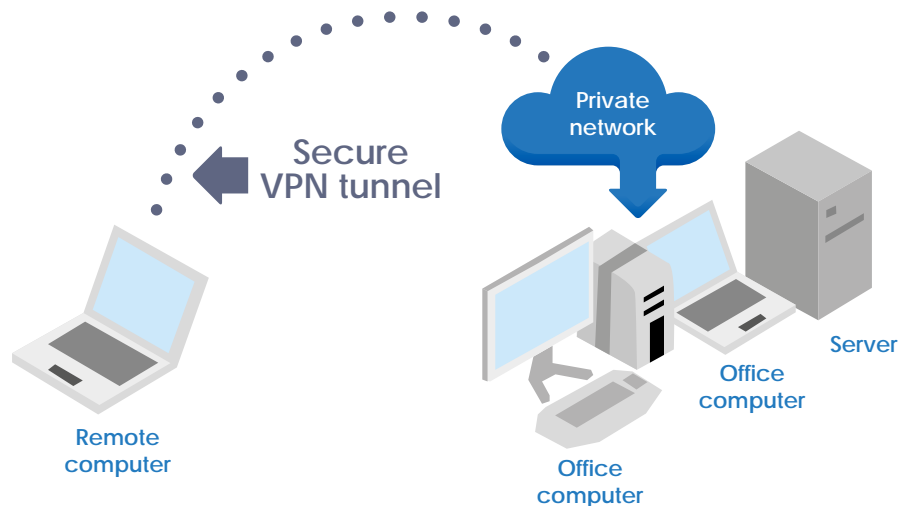 Private
network
Secure
VPN tunnel
Server
Office
computer
Remote
computer
Office
computer